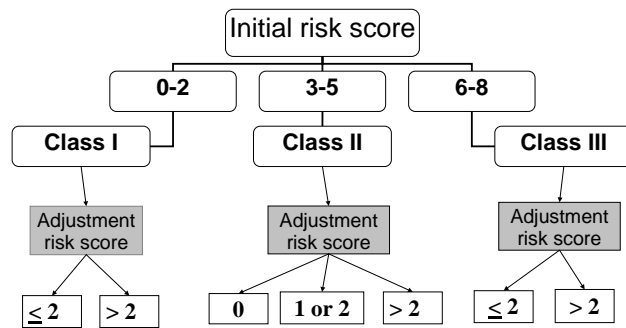 Initial risk score
0-2
3-5
6-8
Class I
Class II
Class III
Adjustment
risk score
Adjustment
risk score
Adjustment
risk score
≤ 2
> 2
0
1 or 2
> 2
≤ 2
> 2